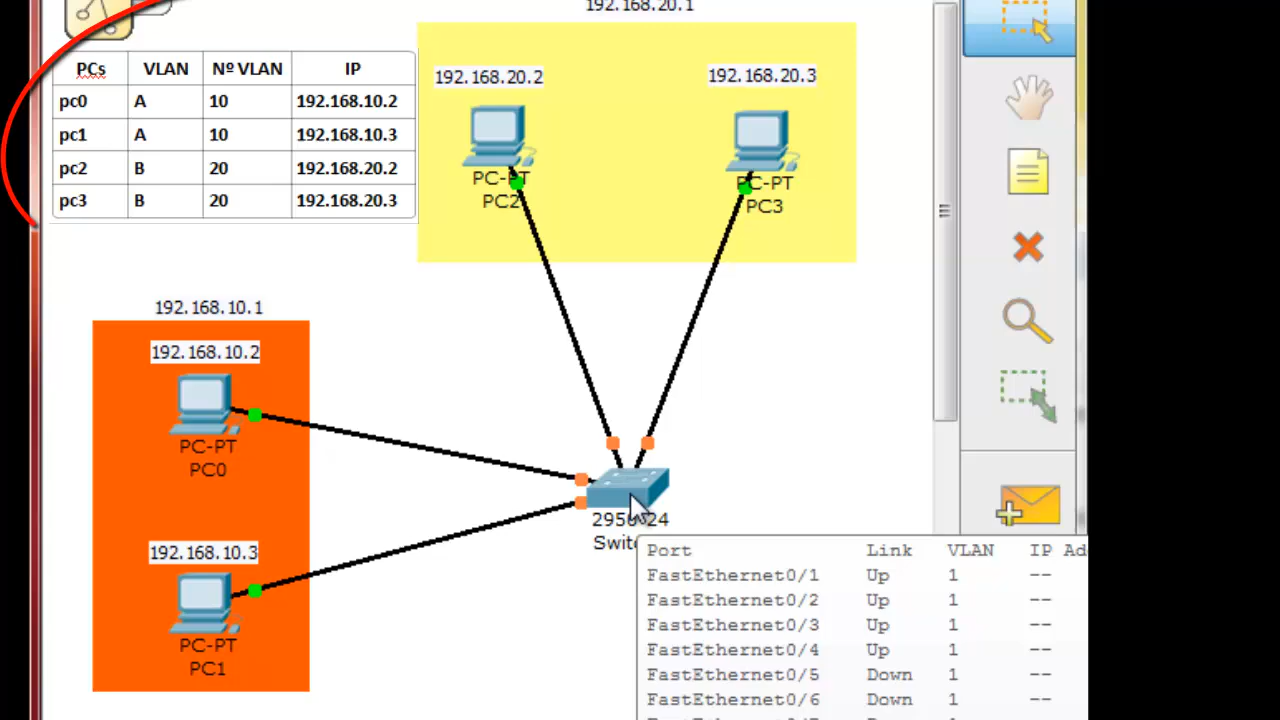 192.168.20.1
PCs VLAN Nº VLAN IP
pc0 A 10 192.168.10.2
pc1 A 10 192.168.10.3
pc2 B 20 192.168.20.2
pc3 B 20 192.168.20.3
192.168.20.2
192.168.20.3
PC-PT
PC2
PC-PT
PC3
192.168.10.1
192.168.10.2
PC-PT
PC0
192.168.10.3
PC-PT
PC1
Port Link VLAN IP
FastEthernet0/1 Up 1 --
FastEthernet0/2 Up 1 --
FastEthernet0/3 Up 1 --
FastEthernet0/4 Up 1 --
FastEthernet0/5 Down 1 --
FastEthernet0/6 Down 1 --